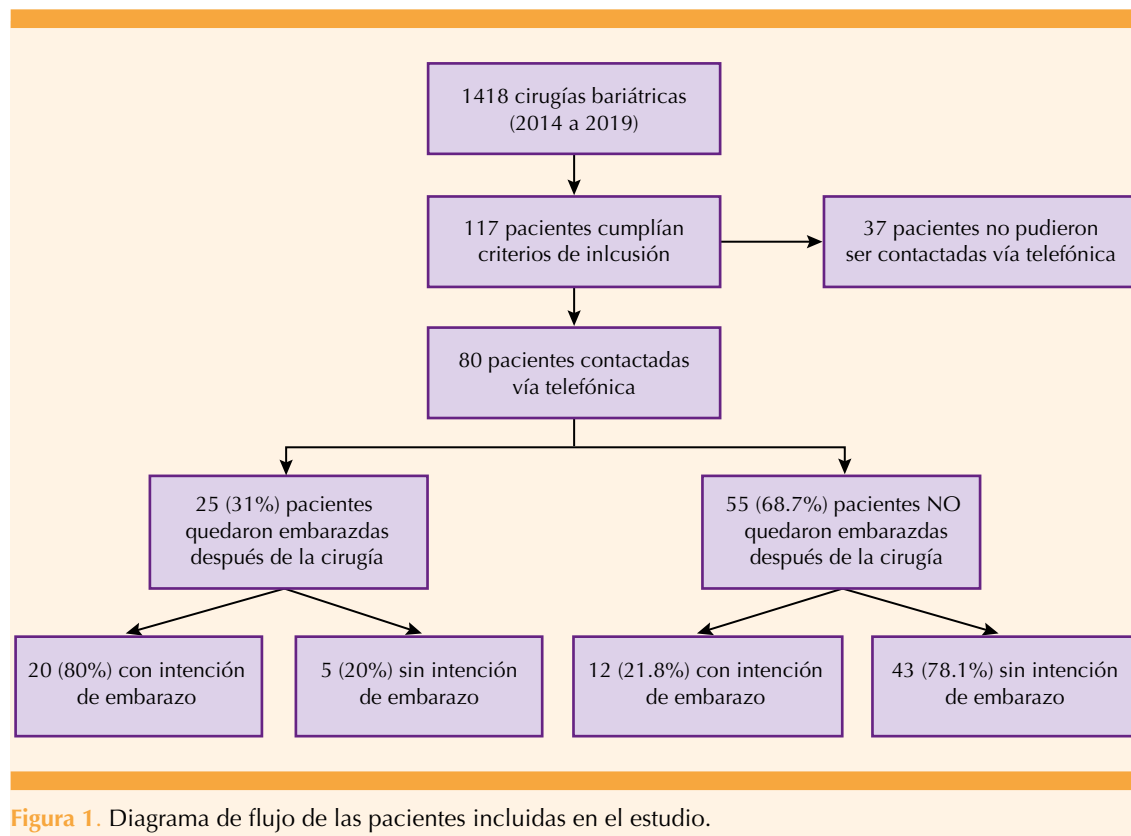 1418 cirugías bariátricas
(2014 a 2019)
117 pacientes cumplían
criterios de inlcusión
37 pacientes no pudieron
ser contactadas vía telefónica
80 pacientes contactadas
vía telefónica
25 (31%) pacientes
quedaron embarazdas
después de la cirugía
55 (68.7%) pacientes NO
quedaron embarazdas
después de la cirugía
20 (80%) con intención
de embarazo
5 (20%) sin intención
de embarazo
12 (21.8%) con intención
de embarazo
43 (78.1%) sin intención
de embarazo
Figura 1. Diagrama de flujo de las pacientes incluidas en el estudio.